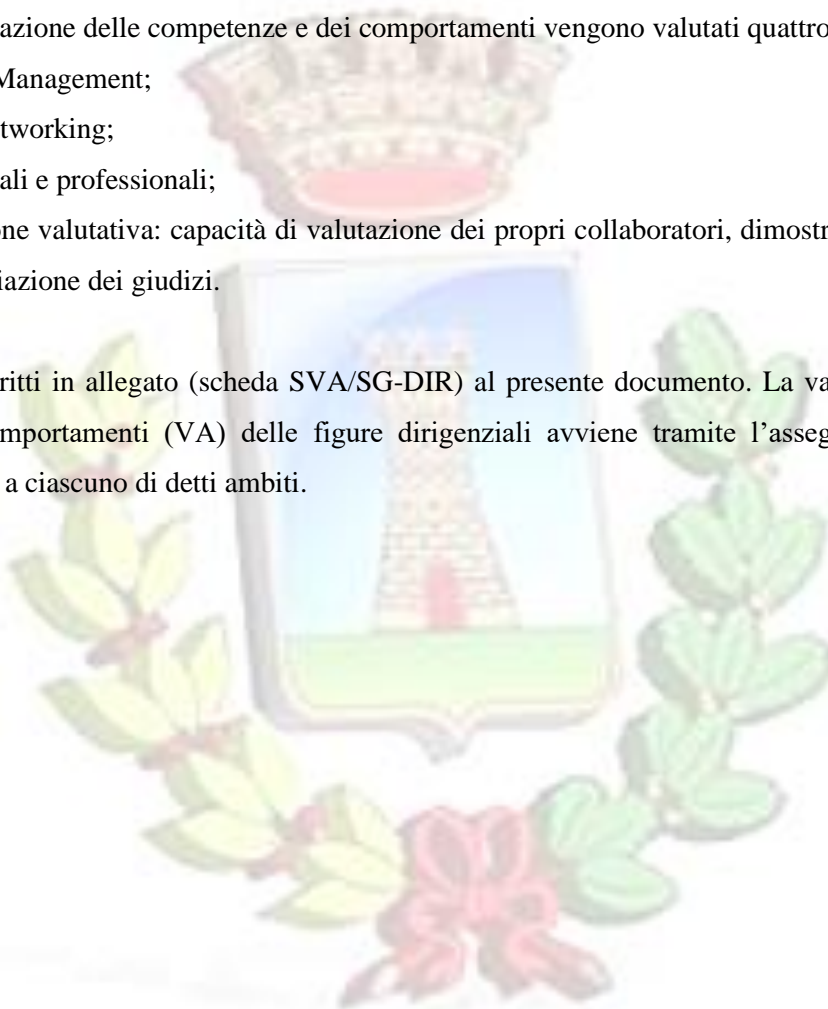 azione delle competenze e dei comportamenti vengono valutati quattro
Management;
tworking;
ali e professionali;
ne valutativa: capacità di valutazione dei propri collaboratori, dimostr
iazione dei giudizi.
ritti in allegato (scheda SVA/SG-DIR) al presente documento. La va
mportamenti (VA) delle figure dirigenziali avviene tramite l’asseg
a ciascuno di detti ambiti.